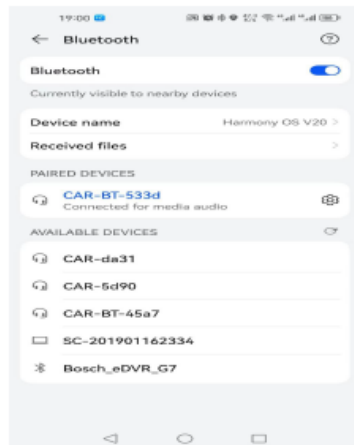 19:00
Bluetooth
Bluetooth
Currently visible to nearby devices
Device name Harmony OS V20
Received files
PAIRED DEVICES
CAR-BT-533d
Connected for media audio
AVAILABLE DEVICES
CAR-da31
CAR-5d90
CAR-BT-45a7
SC-201901162334
Bosch_eDVR_G7